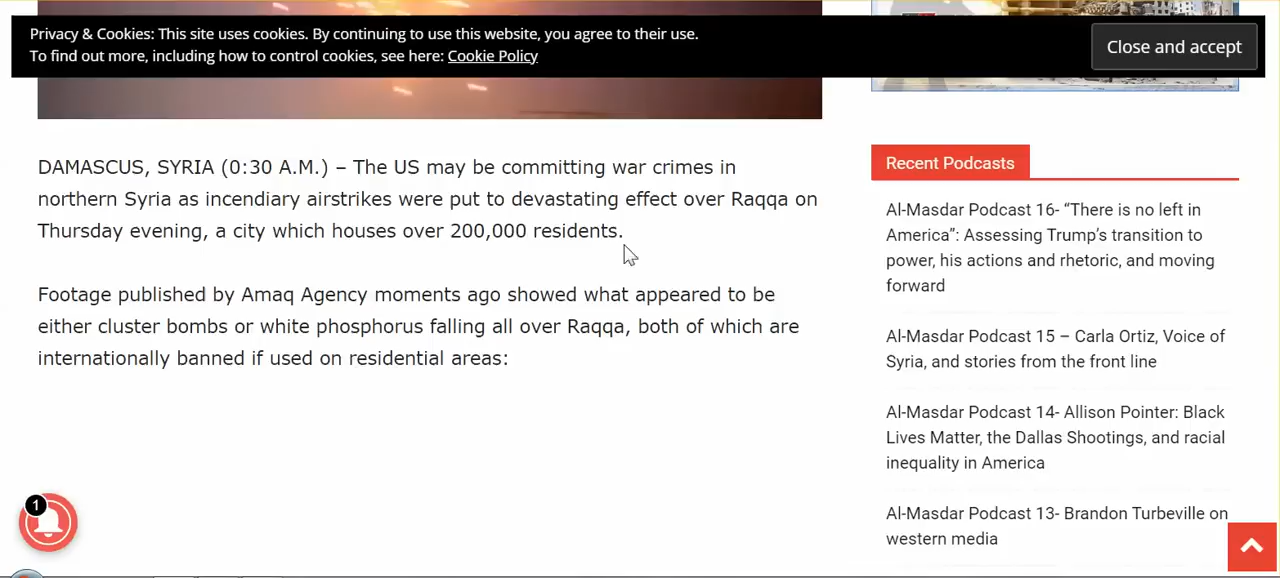 Privacy & Cookies: This site uses cookies. By continuing to use this website, you agree to their use.
To find out more, including how to control cookies, see here: Cookie Policy
Close and accept
DAMASCUS, SYRIA (0:30 A.M.) – The US may be committing war crimes in
northern Syria as incendiary airstrikes were put to devastating effect over Raqqa on
Thursday evening, a city which houses over 200,000 residents.
Footage published by Amaq Agency moments ago showed what appeared to be
either cluster bombs or white phosphorus falling all over Raqqa, both of which are
internationally banned if used on residential areas:
1
Recent Podcasts
Al-Masdar Podcast 16- “There is no left in
America”: Assessing Trump’s transition to
power, his actions and rhetoric, and moving
forward
Al-Masdar Podcast 15 – Carla Ortiz, Voice of
Syria, and stories from the front line
Al-Masdar Podcast 14- Allison Pointer: Black
Lives Matter, the Dallas Shootings, and racial
inequality in America
Al-Masdar Podcast 13- Brandon Turbeville on
western media